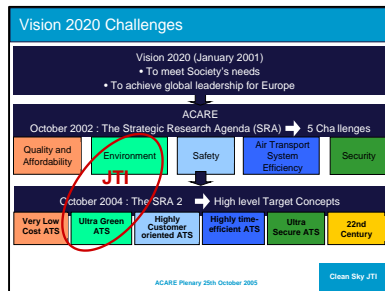 Vision 2020 Challenges
Vision 2020 (January 2001)
• To meet Society's needs
• To achieve global leadership for Europe
ACARE
October 2002 : The Strategic Research Agenda (SRA) → 5 Challenges
Quality and Affordability
Environment
Safety
Air Transport System Efficiency
Security
JTI
October 2004 : The SRA 2 → High level Target Concepts
Very Low Cost ATS
Ultra Green ATS
Highly Customer oriented ATS
Highly time-efficient ATS
Ultra Secure ATS
22nd Century
ACARE Plenary 25th October 2005
Clean Sky JTI